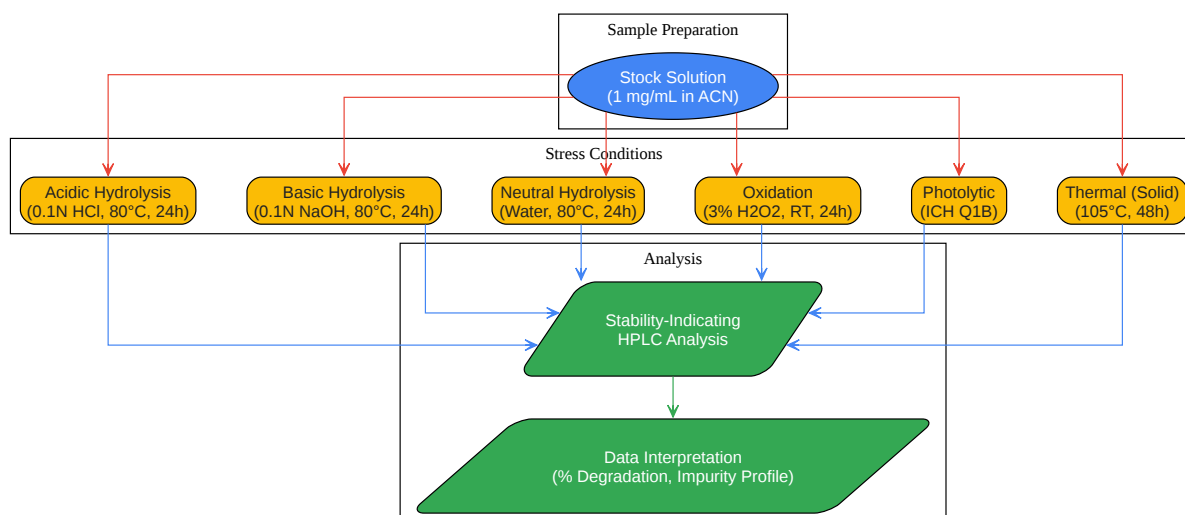 Sample Preparation
Stock Solution
(1 mg/mL in ACN)
Stress Conditions
Acidic Hydrolysis
(0.1N HCl, 80°C, 24h)
Basic Hydrolysis
(0.1N NaOH, 80°C, 24h)
Neutral Hydrolysis
(Water, 80°C, 24h)
Oxidation
(3% H2O2, RT, 24h)
Photolytic
(ICH Q1B)
Thermal (Solid)
(105°C, 48h)
Analysis
Stability-Indicating
HPLC Analysis
Data Interpretation
(% Degradation, Impurity Profile)